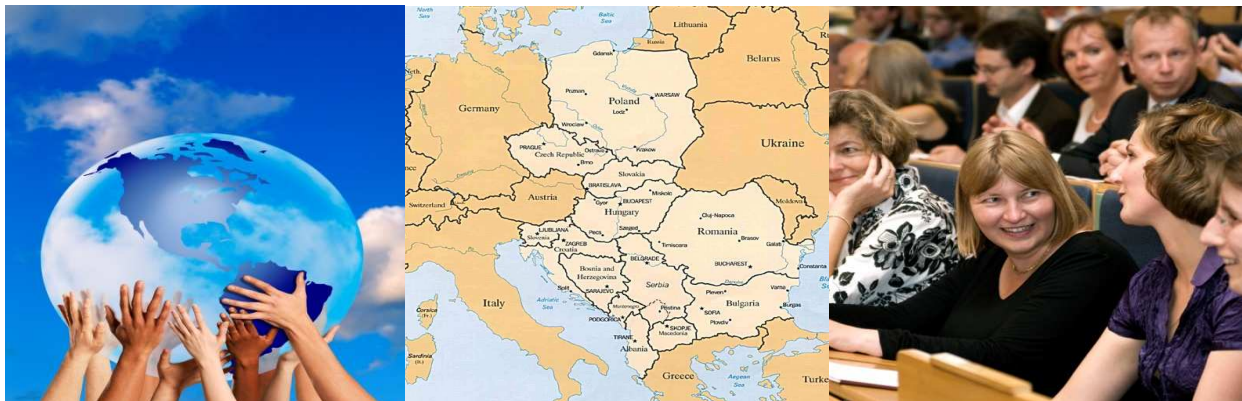 North
Sea
Baltic
Sea
Lithuania
Russia
Gdansk
Belarus
Germany
Poznan
WARSAW
Poland
Lodz
Wroclaw
Ukraine
PRAGUE
Ostrava
Krakow
Czech Republic
Brno
Slovakia
BRATISLAVA
Miskolc
Switzerland
Austria
Gyor
BUDAPEST
Moldova
Hungary
Cluj-Napoca
LJUBLJANA
Slovenia
Pecs
Szeged
Romania
ZAGREB
Croatia
Timisoara
Brasov
Galati
BELGRADE
BUCHAREST
Constanta
Bosnia and
Herzegovina
Serbia
Split
SARAJEVO
Pleven
Varna
Adriatic
Sea
Italy
Montenegro
Pristina
Bulgaria
Burgas
PODGORICA
SOFIA
Corsica
(Fr.)
SKOPJE
Plovdiv
Macedonia
TIRANE
Albania
Sardinia
(It.)
Greece
Aegean
Sea
Turke